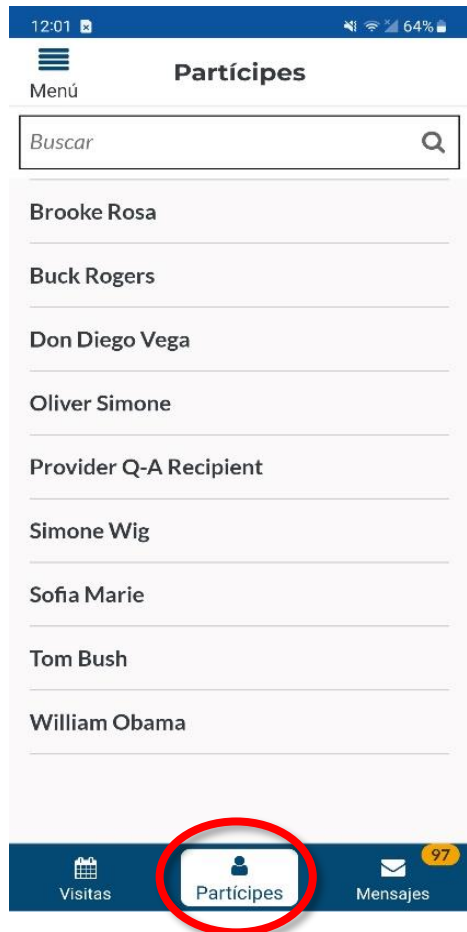 12:01 64%
Partícipes
Menú
Buscar
Brooke Rosa
Buck Rogers
Don Diego Vega
Oliver Simone
Provider Q-A Recipient
Simone Wig
Sofia Marie
Tom Bush
William Obama
97
Visitas Partícipes Mensajes